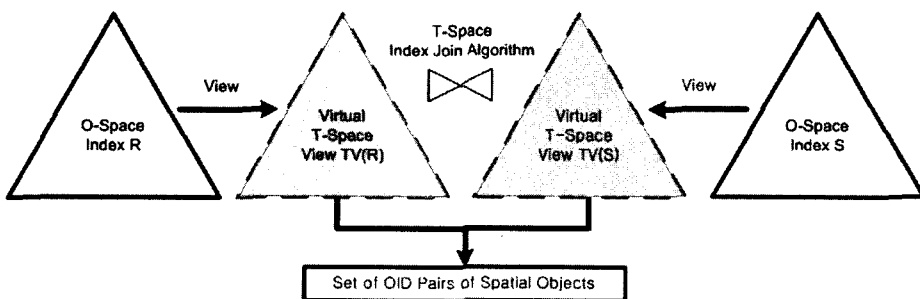 T-Space
Index Join Algorithm
View
View
O-Space
Index R
Virtual
T-Space
View TV(R)
Virtual
T-Space
View TV(S)
O-Space
Index S
Set of OID Pairs of Spatial Objects